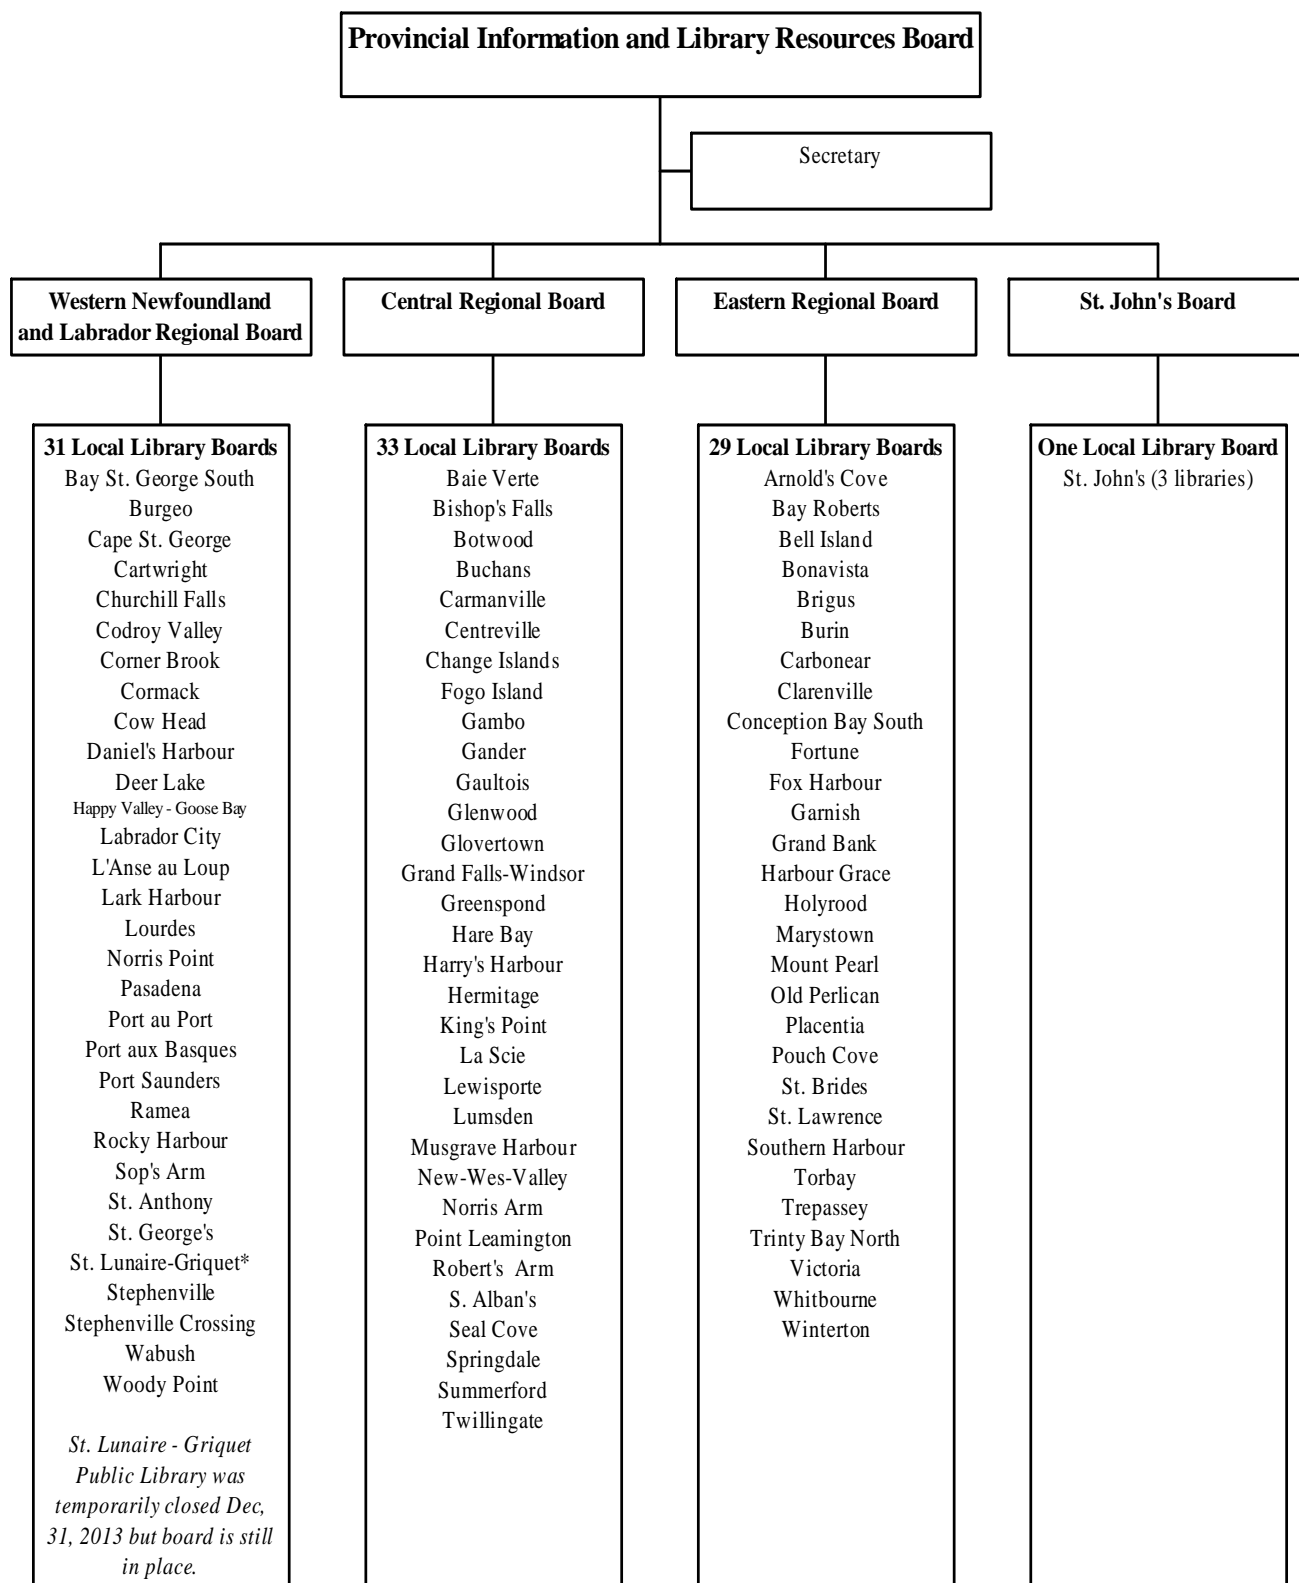 Provincial Information and Library Resources Board
Secretary
Western Newfoundland
and Labrador Regional Board
Central Regional Board
Eastern Regional Board
St. John's Board
31 Local Library Boards
Bay St. George South
Burgeo
Cape St. George
Cartwright
Churchill Falls
Codroy Valley
Corner Brook
Cormack
Cow Head
Daniel's Harbour
Deer Lake
Happy Valley - Goose Bay
Labrador City
L'Anse au Loup
Lark Harbour
Lourdes
Norris Point
Pasadena
Port au Port
Port aux Basques
Port Saunders
Ramea
Rocky Harbour
Sop's Arm
St. Anthony
St. George's
St. Lunaire-Griquet*
Stephenville
Stephenville Crossing
Wabush
Woody Point
St. Lunaire - Griquet
Public Library was
temporarily closed Dec,
31, 2013 but board is still
in place.
33 Local Library Boards
Baie Verte
Bishop's Falls
Botwood
Buchans
Carmanville
Centreville
Change Islands
Fogo Island
Gambo
Gander
Gaultois
Glenwood
Glovertown
Grand Falls-Windsor
Greenspond
Hare Bay
Harry's Harbour
Hermitage
King's Point
La Scie
Lewisporte
Lumsden
Musgrave Harbour
New-Wes-Valley
Norris Arm
Point Leamington
Robert's Arm
S. Alban's
Seal Cove
Springdale
Summerford
Twillingate
29 Local Library Boards
Arnold's Cove
Bay Roberts
Bell Island
Bonavista
Brigus
Burin
Carbonear
Clarenville
Conception Bay South
Fortune
Fox Harbour
Garnish
Grand Bank
Harbour Grace
Holyrood
Marystown
Mount Pearl
Old Perlican
Placentia
Pouch Cove
St. Brides
St. Lawrence
Southern Harbour
Torbay
Trepassey
Trinty Bay North
Victoria
Whitbourne
Winterton
One Local Library Board
St. John's (3 libraries)